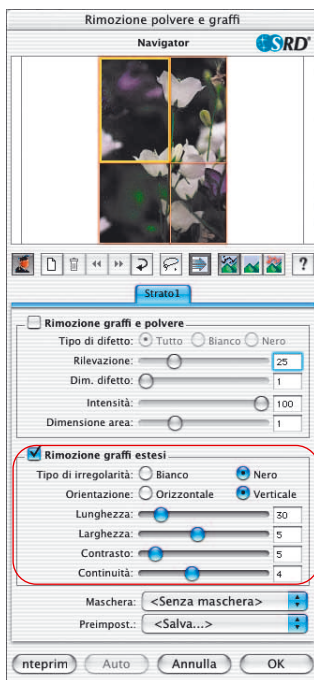 Rimozione polvere e graffi
Navigator
SRD
?
Strato1
Rimozione graffi e polvere
Tipo di difetto: Tutto Bianco Nero
Rilevazione: 25
Dim. difetto: 1
Intensità: 100
Dimensione area: 1
Rimozione graffi estesi
Tipo di irregolarità: Bianco Nero
Orientazione: Orizzontale Verticale
Lunghezza: 30
Larghezza: 5
Contrasto: 5
Continuità: 4
Maschera: <Senza maschera>
Preimpost.: <Salva...>
nteprim Auto Annulla OK